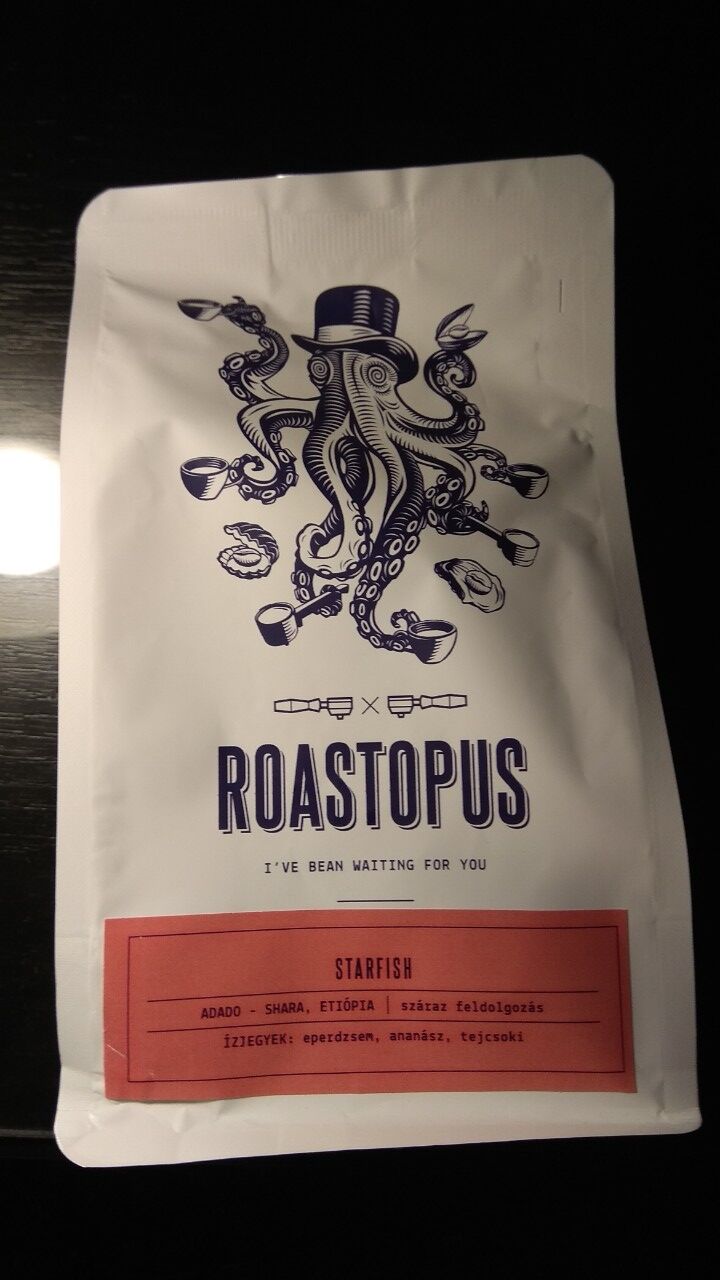 ROASTOPUS
I'VE BEAN WAITING FOR YOU
STARFISH
ADADO - SHARA, ETIÓPIA | száraz feldolgozás
ÍZJEGYEK: eperdzsem, ananász, tejcsoki